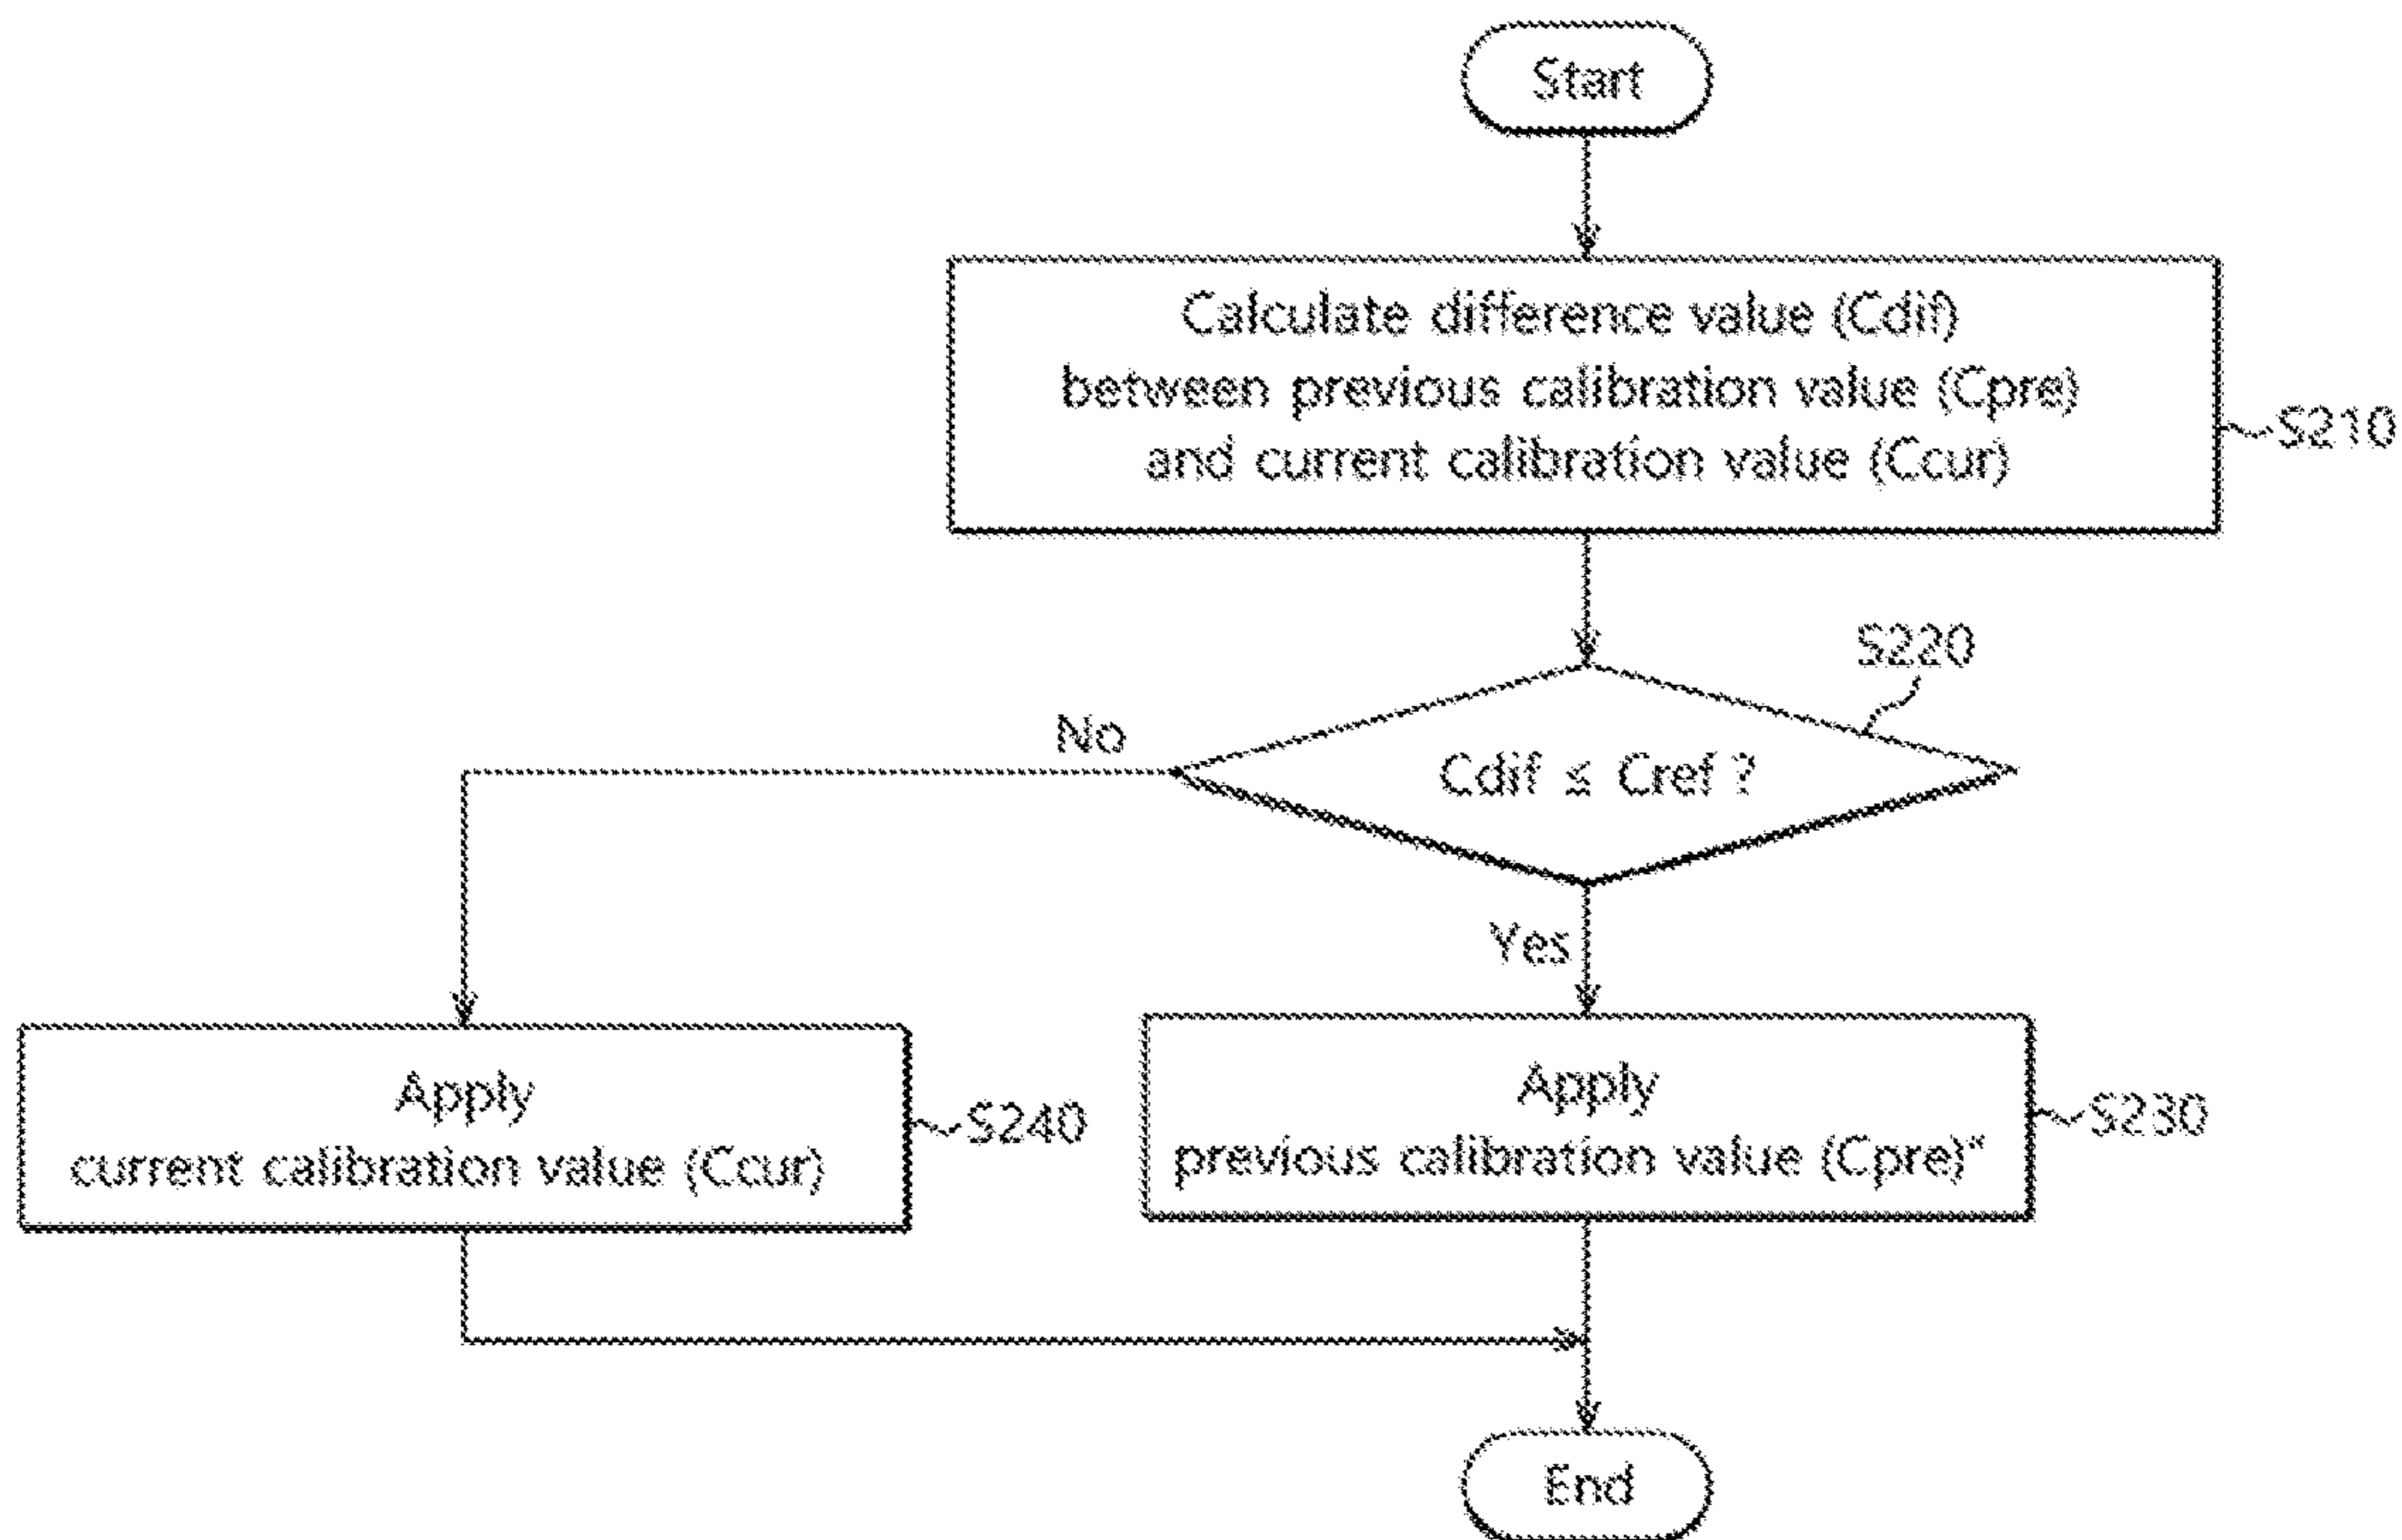 Start
Calculate difference value (Cdif)
between previous calibration value (Cpre)
and current calibration value (Ccur)
S210
S220
No
Cdif ≦ Cref ?
Yes
Apply
current calibration value (Ccur)
S240
Apply
previous calibration value (Cpre)“
S230
End